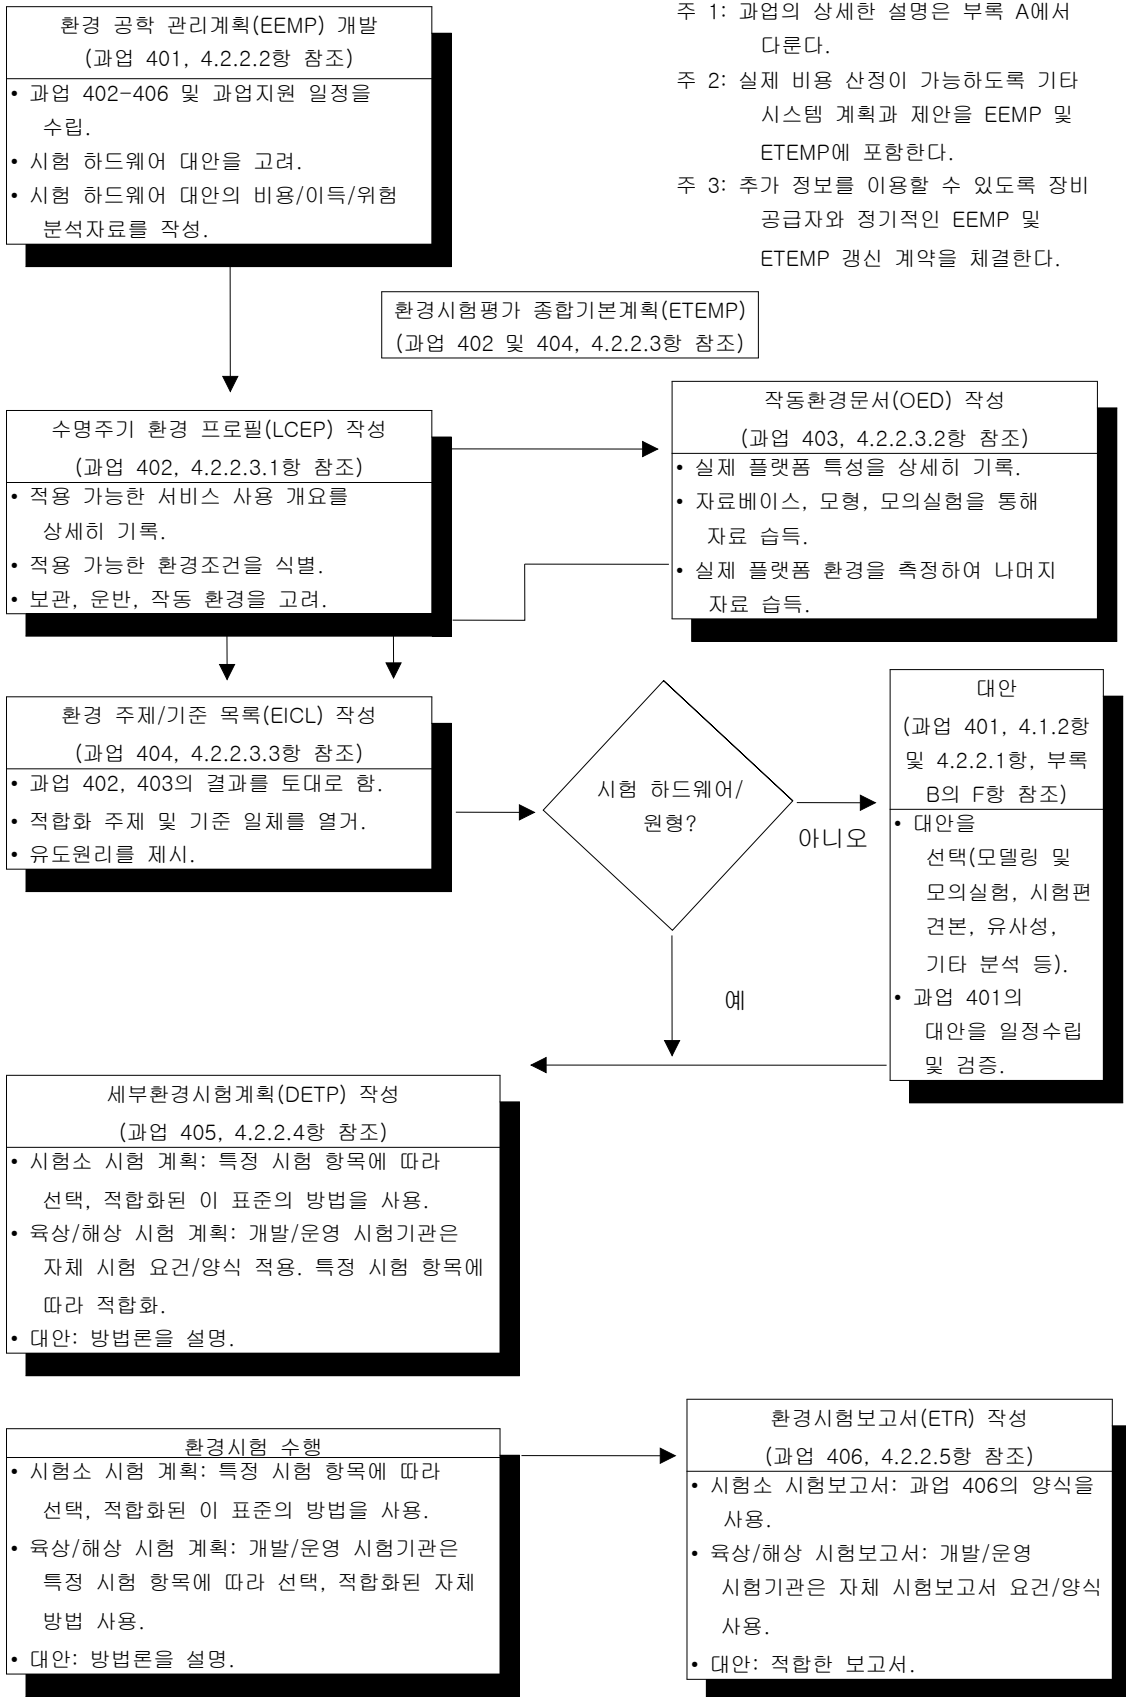 환경 공학 관리계획(EEMP) 개발
(과업 401, 4.2.2.2항 참조)
• 과업 402-406 및 과업지원 일정을
수립.
• 시험 하드웨어 대안을 고려.
• 시험 하드웨어 대안의 비용/이득/위험
분석자료를 작성.
주 1: 과업의 상세한 설명은 부록 A에서
다룬다.
주 2: 실제 비용 산정이 가능하도록 기타
시스템 계획과 제안을 EEMP 및
ETEMP에 포함한다.
주 3: 추가 정보를 이용할 수 있도록 장비
공급자와 정기적인 EEMP 및
ETEMP 갱신 계약을 체결한다.
환경시험평가 종합기본계획(ETEMP)
(과업 402 및 404, 4.2.2.3항 참조)
수명주기 환경 프로필(LCEP) 작성
(과업 402, 4.2.2.3.1항 참조)
• 적용 가능한 서비스 사용 개요를
상세히 기록.
• 적용 가능한 환경조건을 식별.
• 보관, 운반, 작동 환경을 고려.
작동환경문서(OED) 작성
(과업 403, 4.2.2.3.2항 참조)
• 실제 플랫폼 특성을 상세히 기록.
• 자료베이스, 모형, 모의실험을 통해
자료 습득.
• 실제 플랫폼 환경을 측정하여 나머지
자료 습득.
환경 주제/기준 목록(EICL) 작성
(과업 404, 4.2.2.3.3항 참조)
• 과업 402, 403의 결과를 토대로 함.
• 적합화 주제 및 기준 일체를 열거.
• 유도원리를 제시.
시험 하드웨어/
원형?
아니오
예
대안
(과업 401, 4.1.2항
및 4.2.2.1항, 부록
B의 F항 참조)
• 대안을
선택(모델링 및
모의실험, 시험편
견본, 유사성,
기타 분석 등).
• 과업 401의
대안을 일정수립
및 검증.
세부환경시험계획(DETP) 작성
(과업 405, 4.2.2.4항 참조)
• 시험소 시험 계획: 특정 시험 항목에 따라
선택, 적합화된 이 표준의 방법을 사용.
• 육상/해상 시험 계획: 개발/운영 시험기관은
자체 시험 요건/양식 적용. 특정 시험 항목에
따라 적합화.
• 대안: 방법론을 설명.
환경시험 수행
• 시험소 시험 계획: 특정 시험 항목에 따라
선택, 적합화된 이 표준의 방법을 사용.
• 육상/해상 시험 계획: 개발/운영 시험기관은
특정 시험 항목에 따라 선택, 적합화된 자체
방법 사용.
• 대안: 방법론을 설명.
환경시험보고서(ETR) 작성
(과업 406, 4.2.2.5항 참조)
• 시험소 시험보고서: 과업 406의 양식을
사용.
• 육상/해상 시험보고서: 개발/운영
시험기관은 자체 시험보고서 요건/양식
사용.
• 대안: 적합한 보고서.